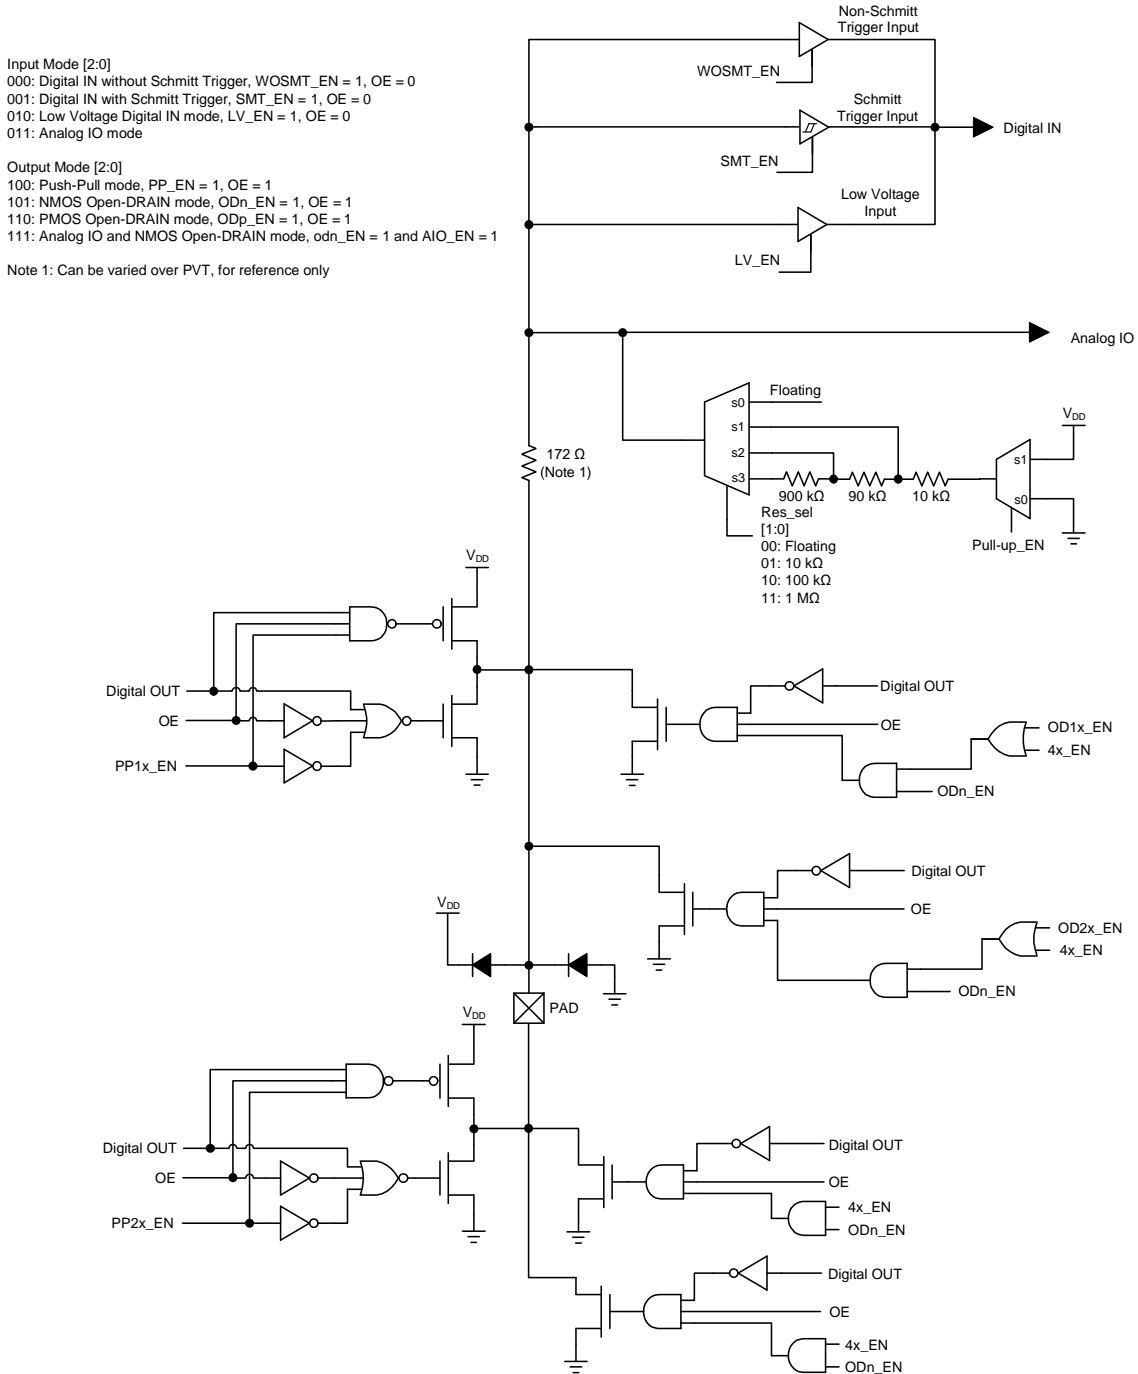 Non-Schmitt
Trigger Input
WOSMT_EN
Input Mode [2:0]
000: Digital IN without Schmitt Trigger, WOSMT_EN = 1, OE = 0
001: Digital IN with Schmitt Trigger, SMT_EN = 1, OE = 0
010: Low Voltage Digital IN mode, LV_EN = 1, OE = 0
011: Analog IO mode
Output Mode [2:0]
100: Push-Pull mode, PP_EN = 1, OE = 1
101: NMOS Open-DRAIN mode, ODn_EN = 1, OE = 1
110: PMOS Open-DRAIN mode, ODp_EN = 1, OE = 1
111: Analog IO and NMOS Open-DRAIN mode, odn_EN = 1 and AIO_EN = 1
Note 1: Can be varied over PVT, for reference only
Schmitt
Trigger Input
Digital IN
SMT_EN
Low Voltage
Input
LV_EN
Analog IO
Floating
s0
s1
s2
s3
900 kΩ
90 kΩ
10 kΩ
VDD
s1
s0
Pull-up_EN
172 Ω
(Note 1)
Res_sel
[1:0]
00: Floating
01: 10 kΩ
10: 100 kΩ
11: 1 MΩ
VDD
Digital OUT
OE
PP1x_EN
Digital OUT
OE
OD1x_EN
4x_EN
ODn_EN
Digital OUT
OE
OD2x_EN
4x_EN
ODn_EN
VDD
PAD
VDD
Digital OUT
OE
PP2x_EN
Digital OUT
OE
4x_EN
ODn_EN
Digital OUT
OE
4x_EN
ODn_EN